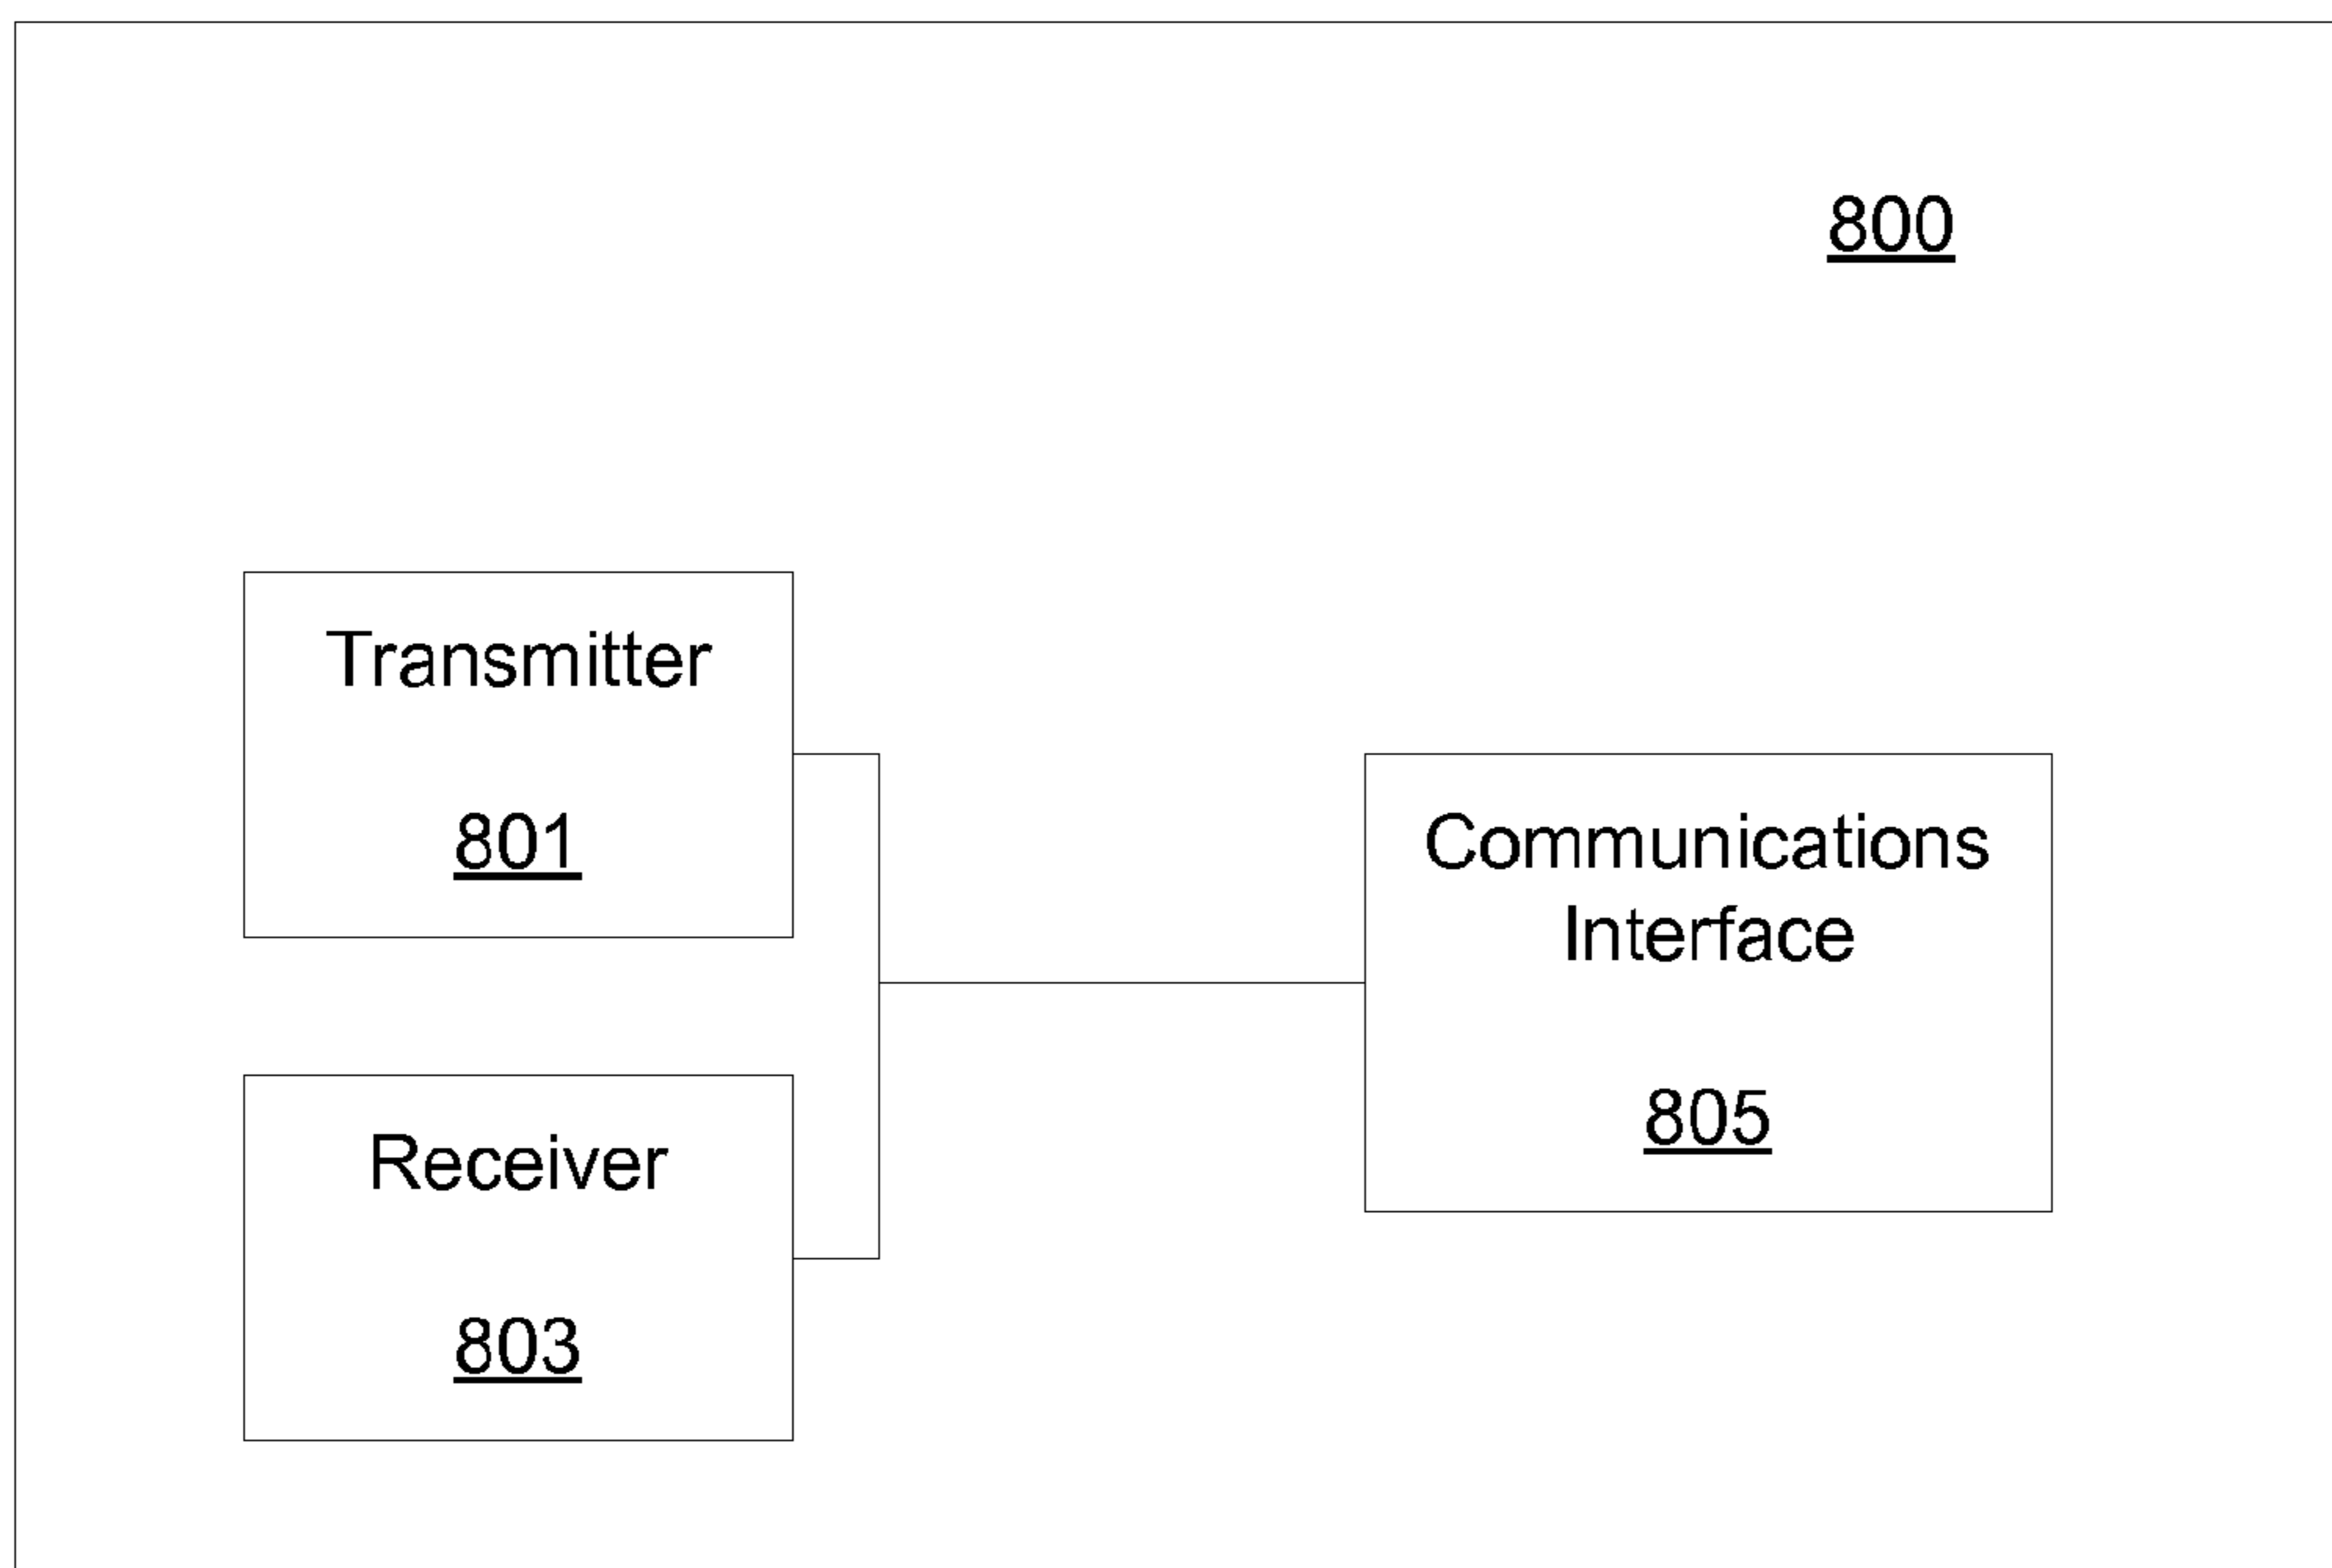 800
Transmitter
801
Communications
Interface
805
Receiver
803